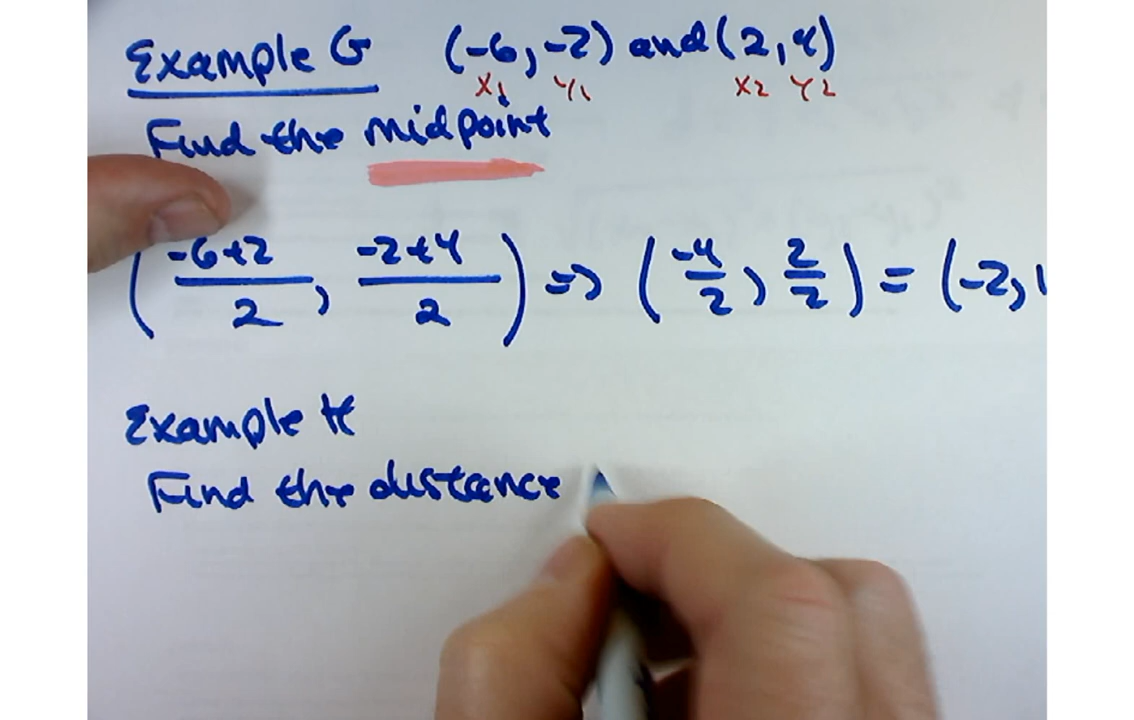 Example G (-6, -2) and (2, 4)
x₁ y₁ x₂ y₂
Find the midpoint
(-6+2/2, -2+4/2) => (-4/2, 2/2) = (-2, 1
Example H
Find the distance